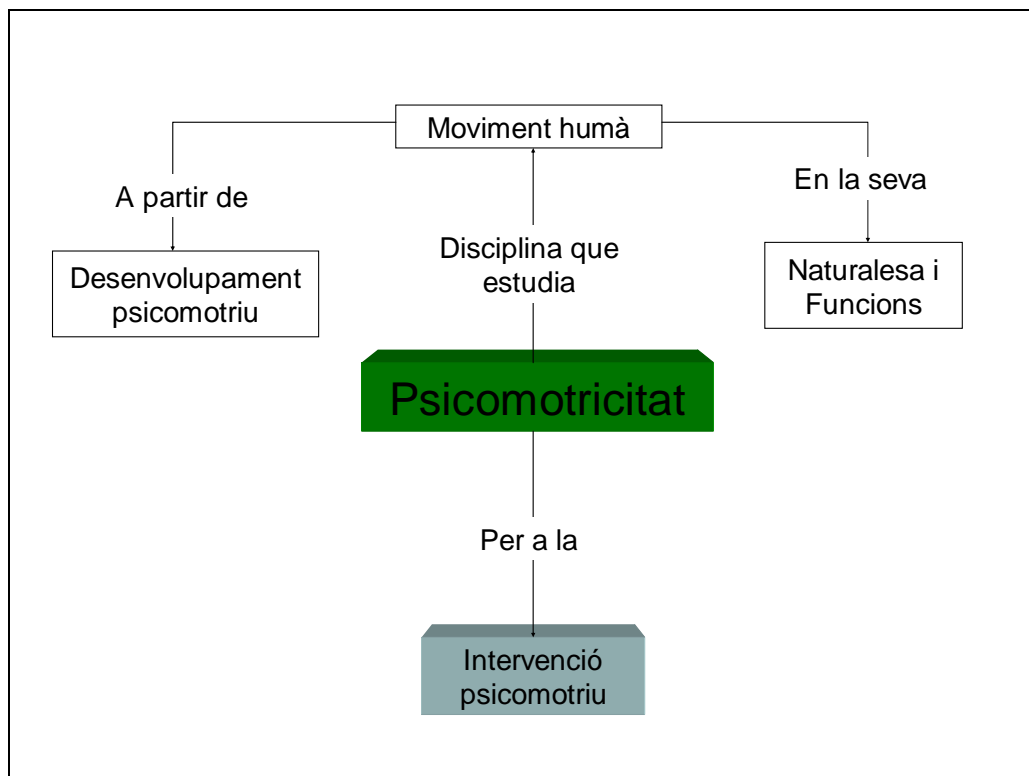 Moviment humà
A partir de
En la seva
Disciplina que
estudia
Desenvolupament
psicomotriu
Naturalesa i
Funcions
Psicomotricitat
Per a la
Intervenció
psicomotriu